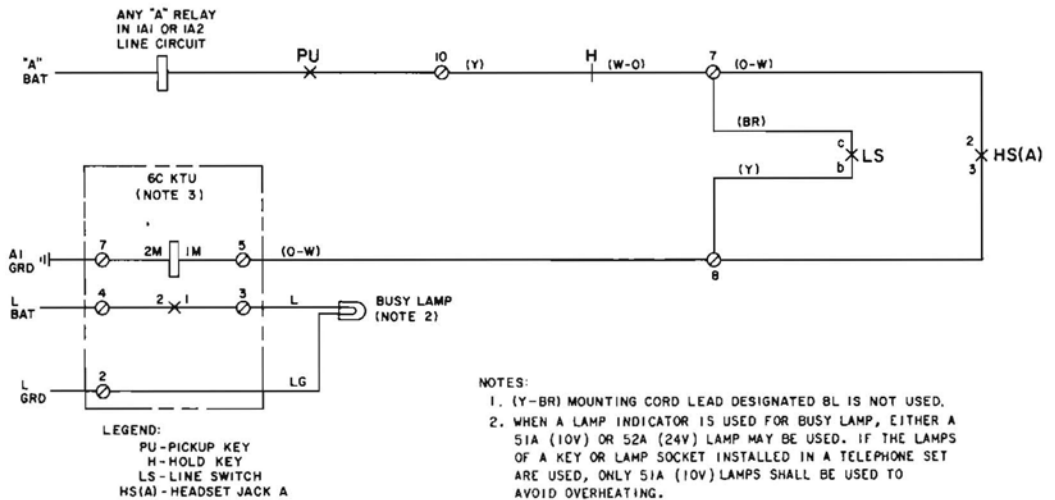 ANY "A" RELAY
IN 1A1 OR 1A2
LINE CIRCUIT
"A"
BAT
PU
10
(Y)
H
(W-O)
7
(O-W)
(BR)
c
LS
b
(Y)
2
HS(A)
3
6C KTU
(NOTE 3)
A1
GRD
7
2M
1M
5
(O-W)
8
L
BAT
4
2
1
3
L
BUSY LAMP
(NOTE 2)
L
GRD
2
LG
LEGEND:
PU-PICKUP KEY
H-HOLD KEY
LS-LINE SWITCH
HS(A)-HEADSET JACK A
NOTES:
1. (Y-BR) MOUNTING CORD LEAD DESIGNATED BL IS NOT USED.
2. WHEN A LAMP INDICATOR IS USED FOR BUSY LAMP, EITHER A
51A (10V) OR 52A (24V) LAMP MAY BE USED. IF THE LAMPS
OF A KEY OR LAMP SOCKET INSTALLED IN A TELEPHONE SET
ARE USED, ONLY 51A (10V) LAMPS SHALL BE USED TO
AVOID OVERHEATING.